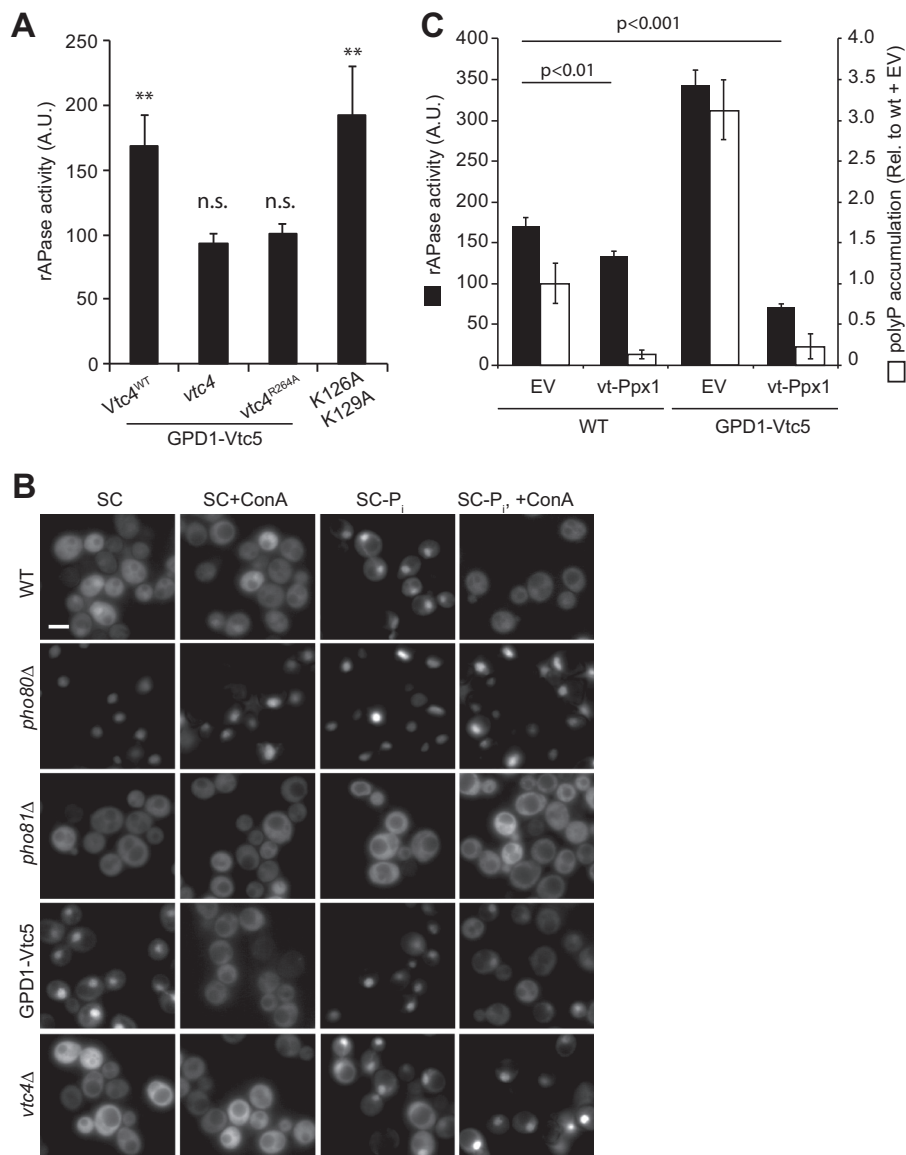 A
rAPase activity (A.U.)
250
200
150
100
50
0
**
n.s.
n.s.
**
Vtc4WT
vtc4
vtc4R264A
K126A
K129A
GPD1-Vtc5
C
rAPase activity (A.U.)
400
350
300
250
200
150
100
50
0
p<0.001
p<0.01
4.0
3.5
3.0
2.5
2.0
1.5
1.0
0.5
0
polyP accumulation (Rel. to wt + EV)
EV
vt-Ppx1
EV
vt-Ppx1
WT
GPD1-Vtc5
B
SC
SC+ConA
SC-Pi
SC-Pi, +ConA
WT
pho80Δ
pho81Δ
GPD1-Vtc5
vtc4Δ